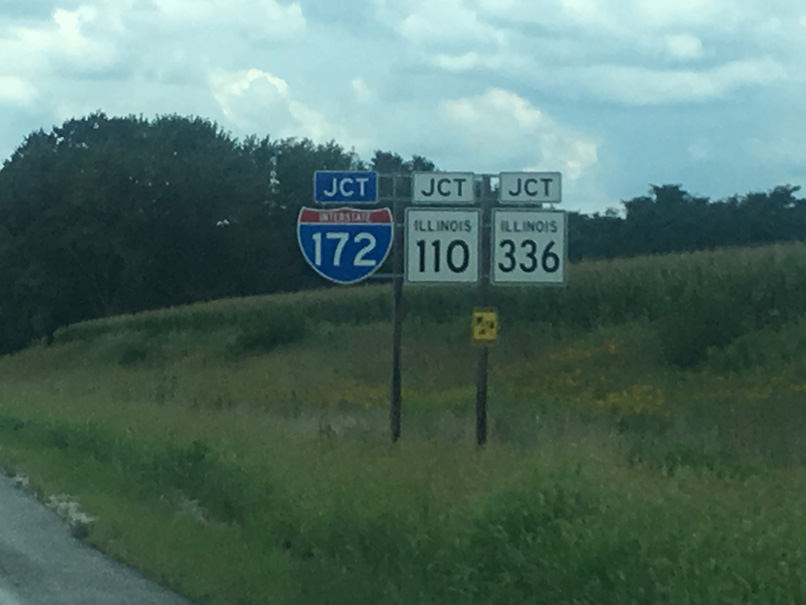 JCT JCT JCT
INTERSTATE ILLINOIS ILLINOIS
172 110 336